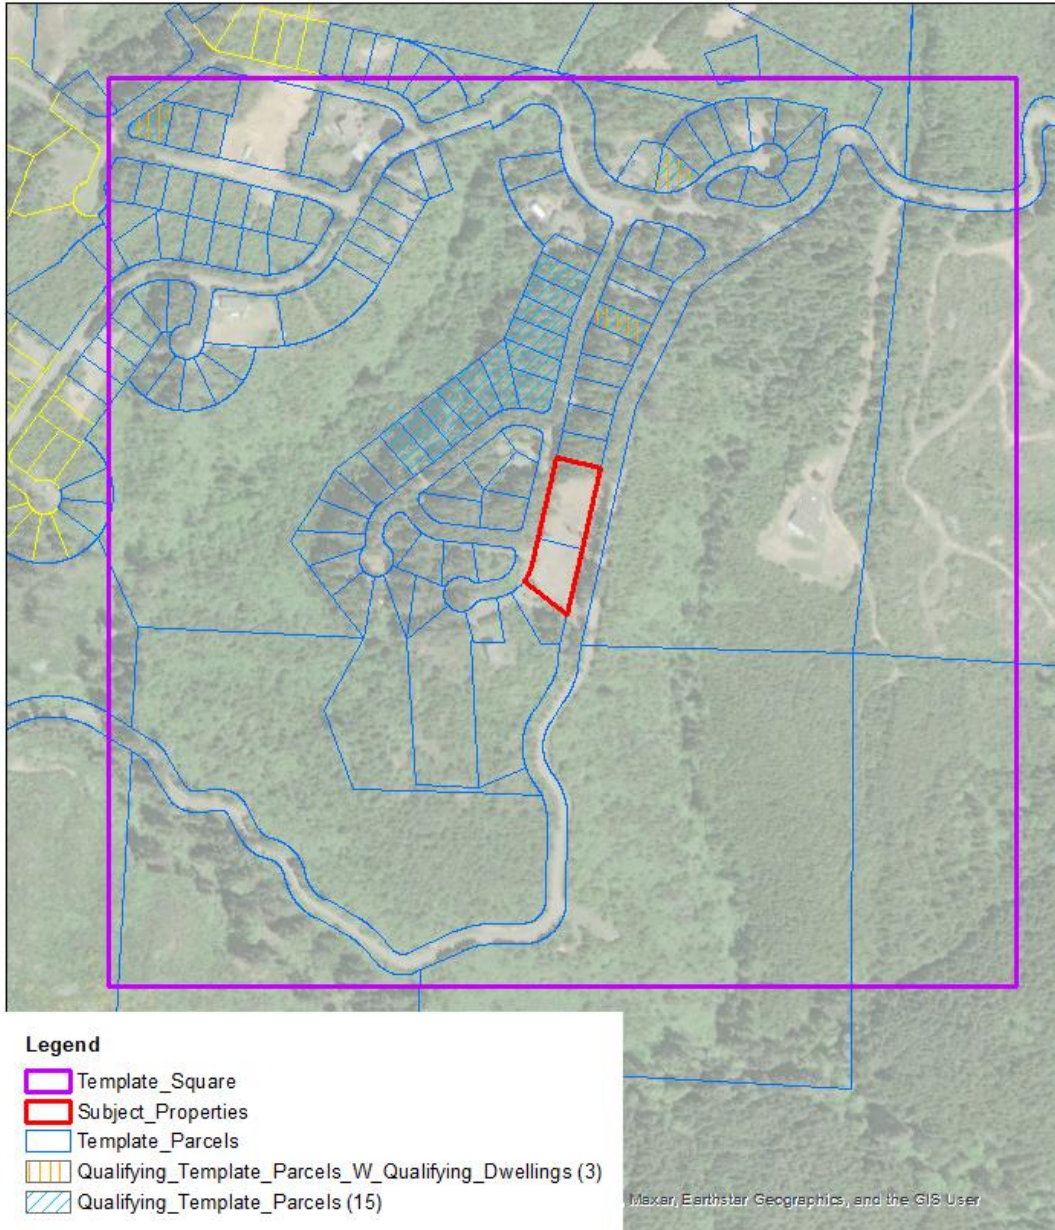 Legend
Template_Square
Subject_Properties
Template_Parcels
Qualifying_Template_Parcels_W_Qualifying_Dwellings (3)
Qualifying_Template_Parcels (15)
, Maxar, Earthstar Geographics, and the GIS User